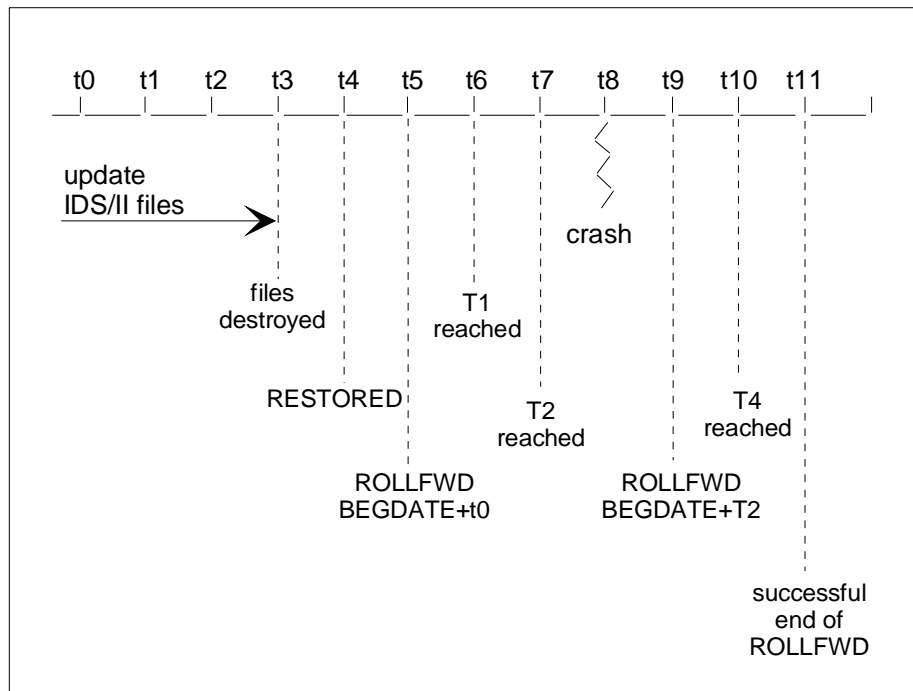 t0 t1 t2 t3 t4 t5 t6 t7 t8 t9 t10 t11
update
IDS/II files
crash
files
destroyed
T1
reached
RESTORED
T2
reached
T4
reached
ROLLFWD
BEGDATE+t0
ROLLFWD
BEGDATE+T2
successful
end of
ROLLFWD